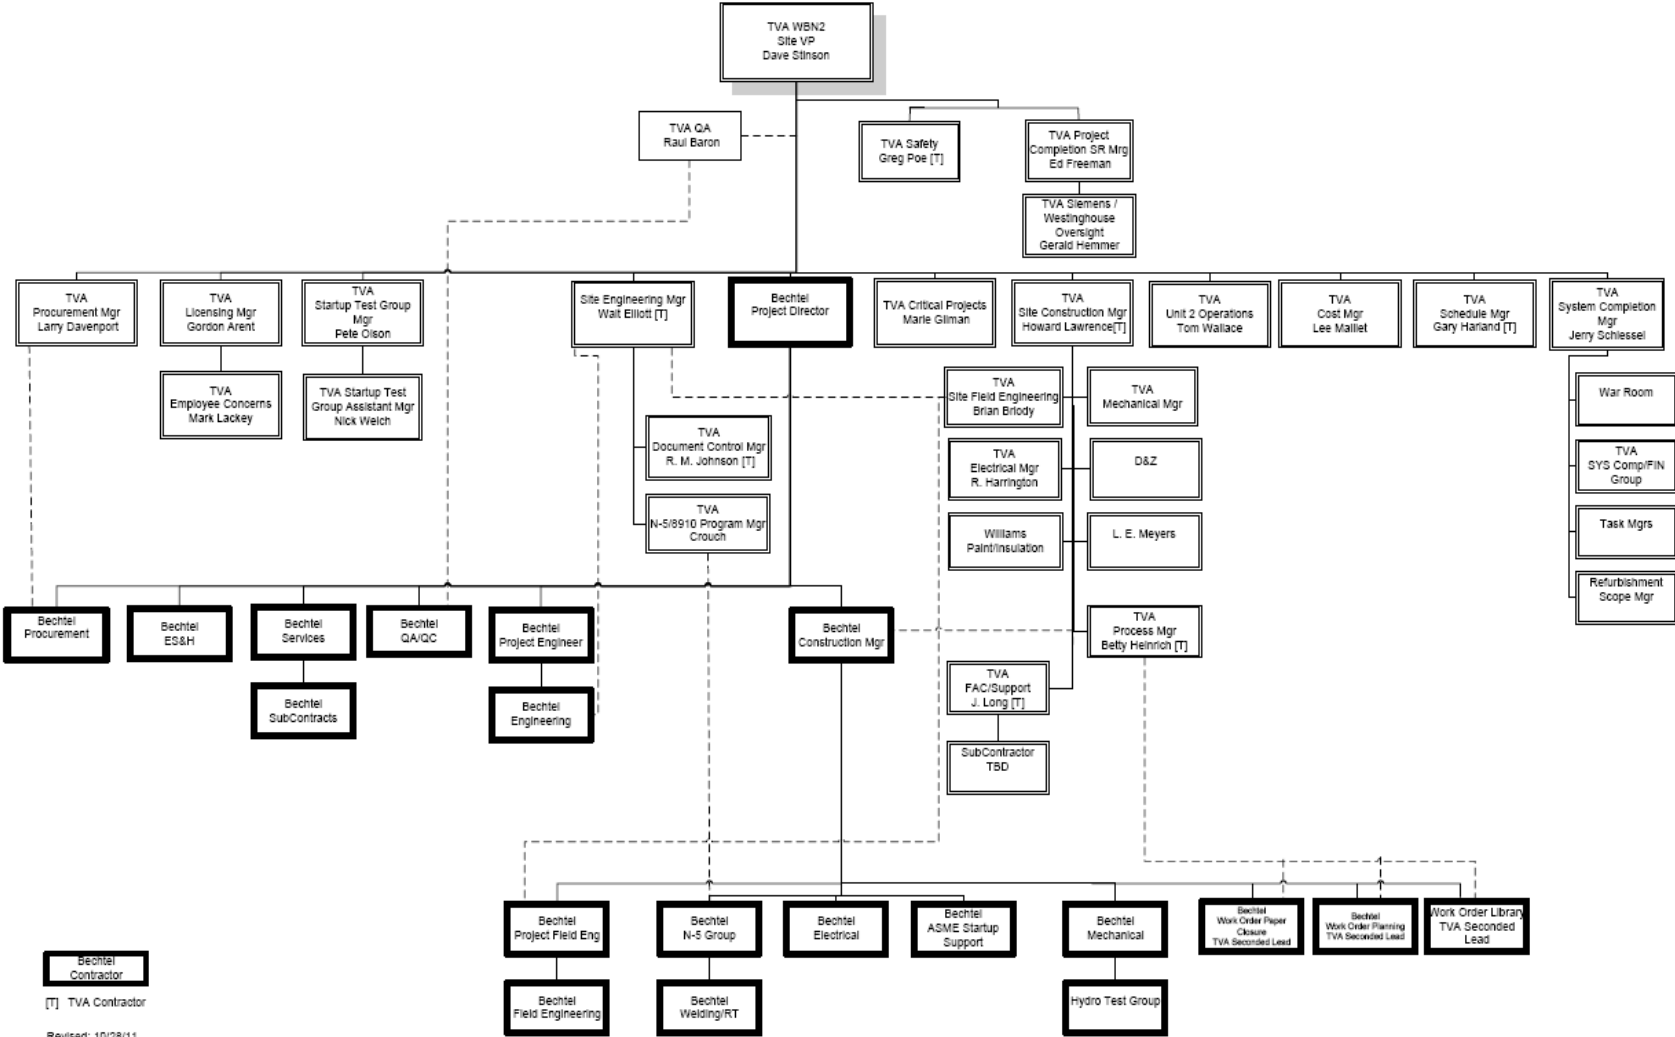 TVA WBN2
Site VP
Dave Stinson
TVA QA
Raul Baron
TVA Safety
Greg Poe [T]
TVA Project
Completion SR Mrg
Ed Freeman
TVA Siemens /
Westinghouse
Oversight
Gerald Hemmer
TVA
Procurement Mgr
Larry Davenport
TVA
Licensing Mgr
Gordon Arent
TVA
Startup Test Group
Mgr
Pete Olson
Site Engineering Mgr
Walt Elliott [T]
Bechtel
Project Director
TVA Critical Projects
Marie Gilman
TVA
Site Construction Mgr
Howard Lawrence[T]
TVA
Unit 2 Operations
Tom Wallace
TVA
Cost Mgr
Lee Mallet
TVA
Schedule Mgr
Gary Harland [T]
TVA
System Completion
Mgr
Jerry Schlessel
TVA
Employee Concerns
Mark Lackey
TVA Startup Test
Group Assistant Mgr
Nick Welch
TVA
Site Field Engineering
Brian Briody
TVA
Mechanical Mgr
War Room
TVA
Document Control Mgr
R. M. Johnson [T]
TVA
Electrical Mgr
R. Harrington
D&Z
TVA
SYS Comp/FIN
Group
TVA
N-5/8910 Program Mgr
Crouch
Williams
Paint/Insulation
L. E. Meyers
Task Mgrs
Refurbishment
Scope Mgr
Bechtel
Procurement
Bechtel
ES&H
Bechtel
Services
Bechtel
QA/QC
Bechtel
Project Engineer
Bechtel
Construction Mgr
TVA
Process Mgr
Betty Heinrich [T]
Bechtel
SubContracts
Bechtel
Engineering
TVA
FAC/Support
J. Long [T]
SubContractor
TBD
Bechtel
Project Field Eng
Bechtel
N-5 Group
Bechtel
Electrical
Bechtel
ASME Startup
Support
Bechtel
Mechanical
Bechtel
Work Order Paper
Closure
TVA Seconded Lead
Bechtel
Work Order Planning
TVA Seconded Lead
Work Order Library
TVA Seconded
Lead
Bechtel
Field Engineering
Bechtel
Welding/RT
Hydro Test Group
Bechtel
Contractor
[T] TVA Contractor
Revised: 10/28/11